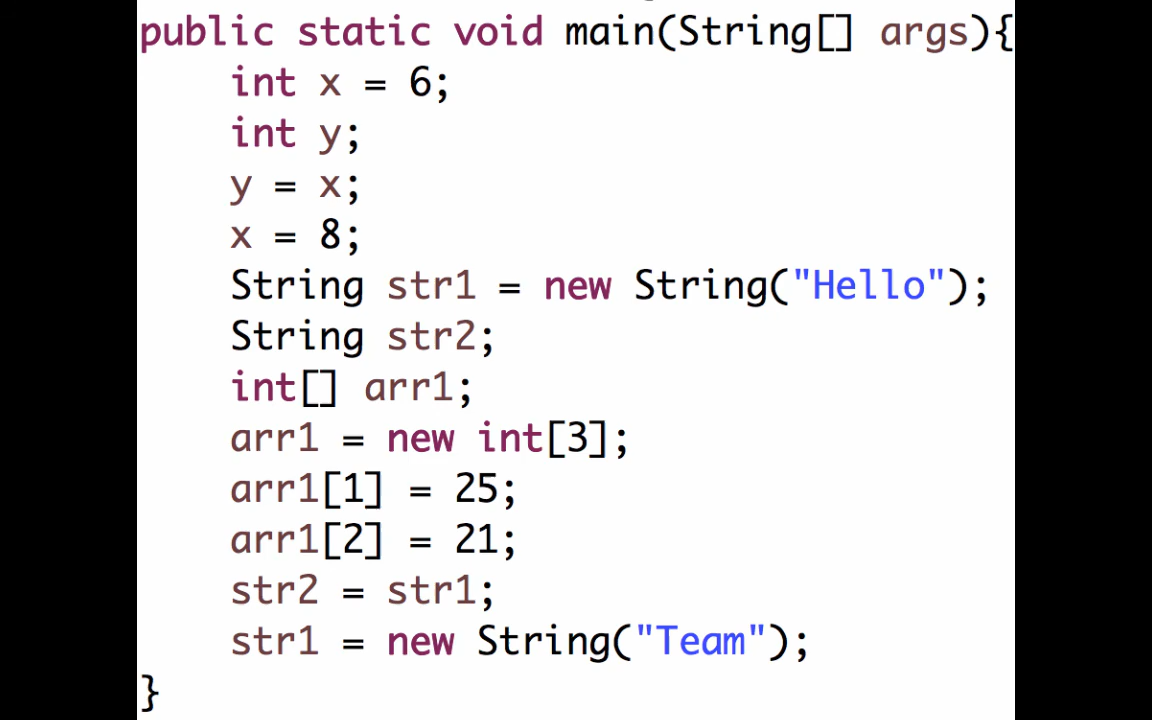 public static void main(String[] args){
int x = 6;
int y;
y = x;
x = 8;
String str1 = new String("Hello");
String str2;
int[] arr1;
arr1 = new int[3];
arr1[1] = 25;
arr1[2] = 21;
str2 = str1;
str1 = new String("Team");
}